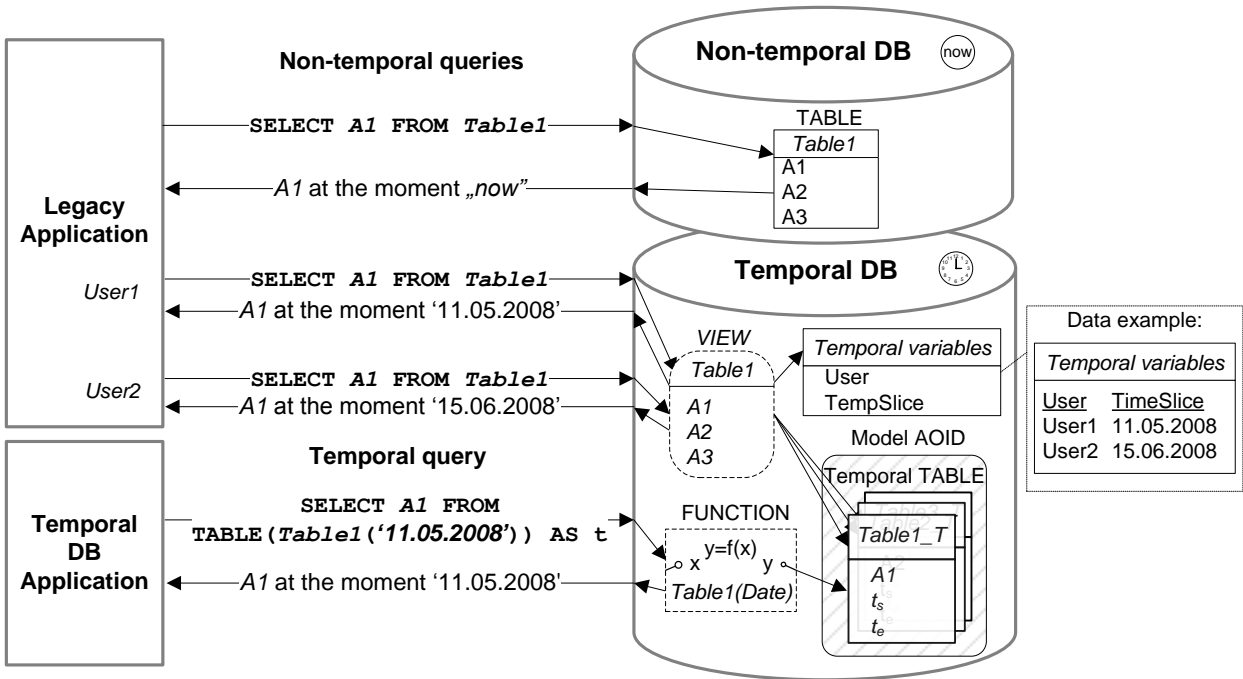 Non-temporal DB
now
Non-temporal queries
SELECT A1 FROM Table1
TABLE
Table1
A1
A2
A3
A1 at the moment „now”
Legacy
Application
User1
User2
SELECT A1 FROM Table1
A1 at the moment ‘11.05.2008’
SELECT A1 FROM Table1
A1 at the moment ‘15.06.2008’
Temporal DB
VIEW
Table1
A1
A2
A3
Temporal variables
User
TempSlice
Data example:
Temporal variables
User TimeSlice
User1 11.05.2008
User2 15.06.2008
Model AOID
Temporal TABLE
Table3_T
Table2_
Table1_T
A2
A1
ts
te
Temporal query
SELECT A1 FROM
TABLE(Table1(‘11.05.2008’)) AS t
A1 at the moment ‘11.05.2008’
Temporal
DB
Application
FUNCTION
y=f(x)
x y
Table1(Date)